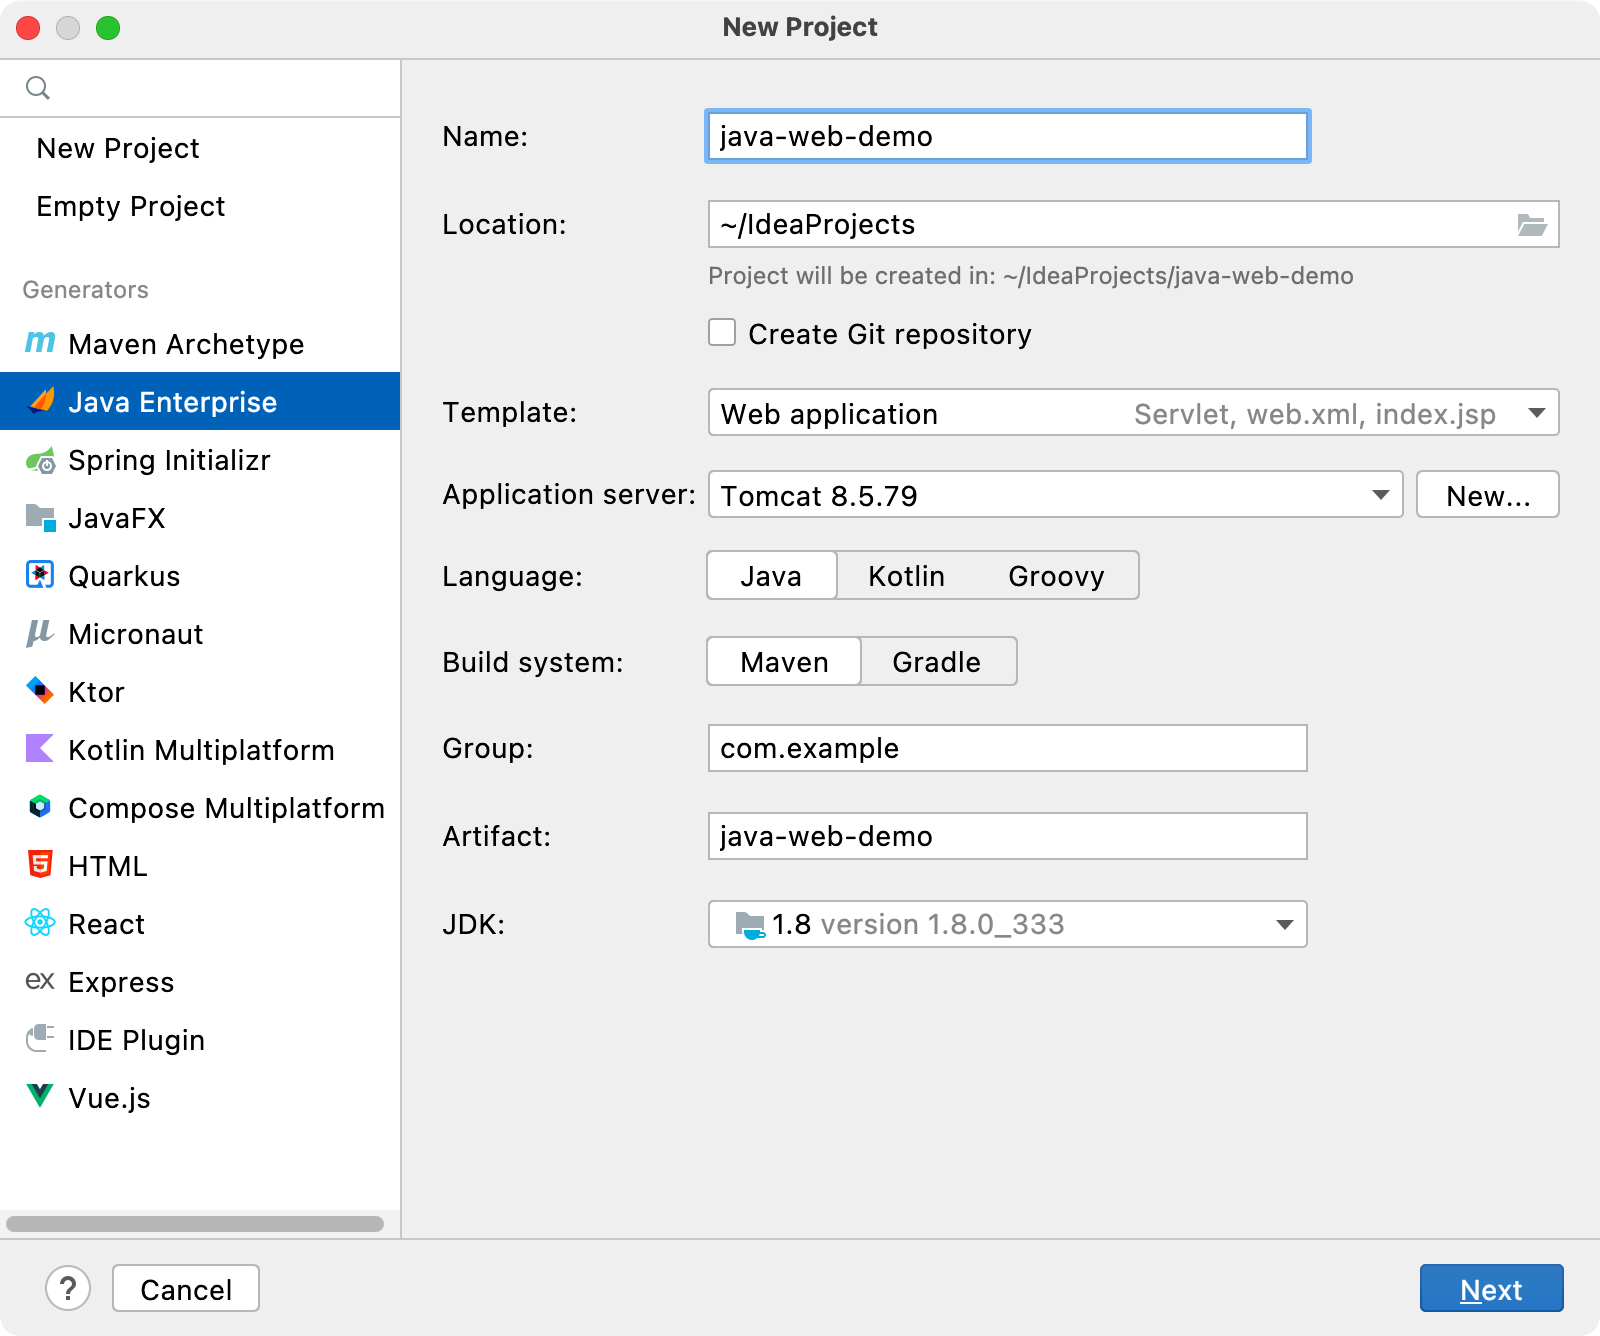 New Project
New Project
Empty Project
Generators
m Maven Archetype
Java Enterprise
Spring Initializr
JavaFX
Quarkus
μ Micronaut
Ktor
Kotlin Multiplatform
Compose Multiplatform
5 HTML
React
ex Express
IDE Plugin
Vue.js
Name: java-web-demo
Location: ~/IdeaProjects
Project will be created in: ~/IdeaProjects/java-web-demo
Create Git repository
Template: Web application Servlet, web.xml, index.jsp
Application server: Tomcat 8.5.79 New...
Language: Java Kotlin Groovy
Build system: Maven Gradle
Group: com.example
Artifact: java-web-demo
JDK: 1.8 version 1.8.0_333
? Cancel Next